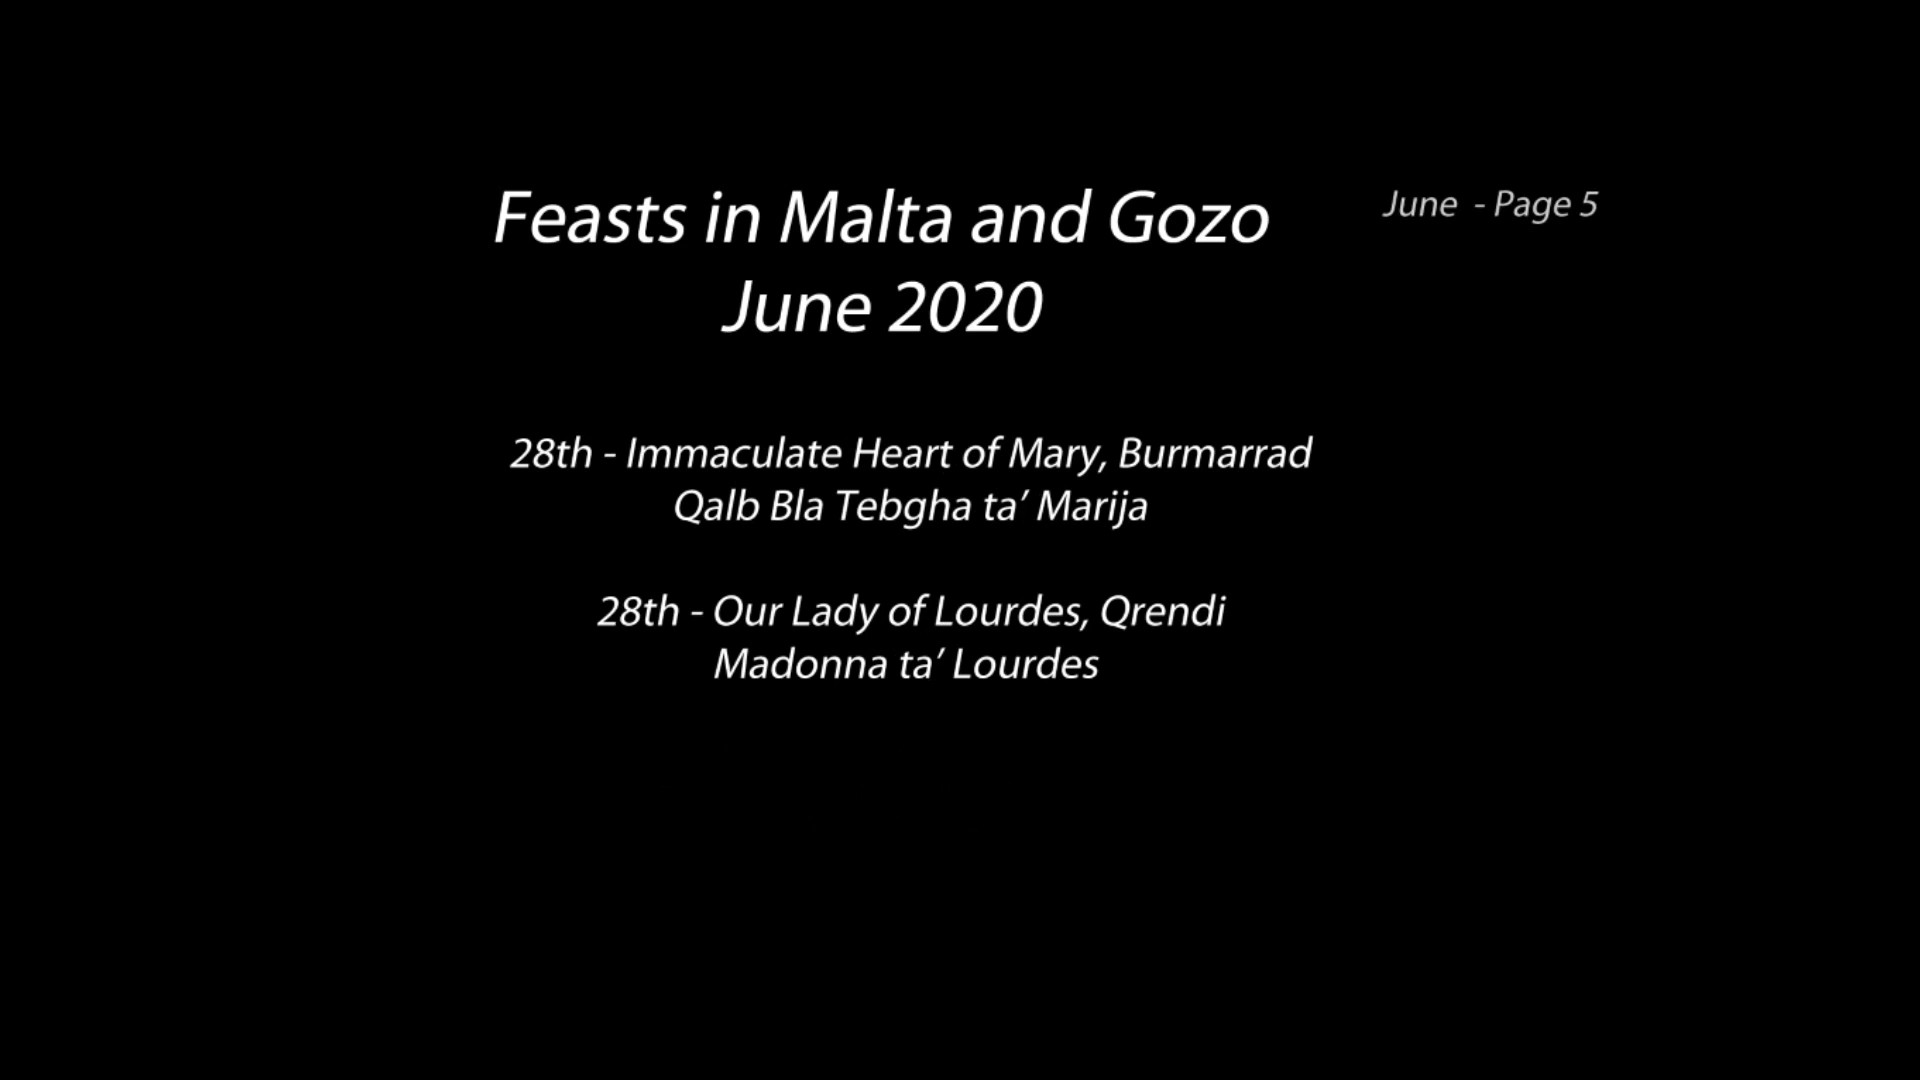 Feasts in Malta and Gozo
June 2020
June - Page 5
28th - Immaculate Heart of Mary, Burmarrad
Qalb Bla Tebgha ta’ Marija
28th - Our Lady of Lourdes, Qrendi
Madonna ta’ Lourdes